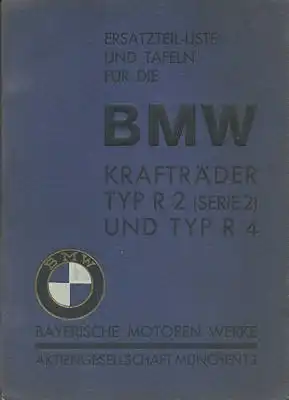 ERSATZTEIL-LISTE
UND TAFELN
FÜR DIE
BMW
KRAFTRÄDER
TYP R 2 (SERIE 2)
UND TYP R 4
BMW
BAYERISCHE MOTOREN WERKE
AKTIENGESELLSCHAFT MÜNCHEN 13